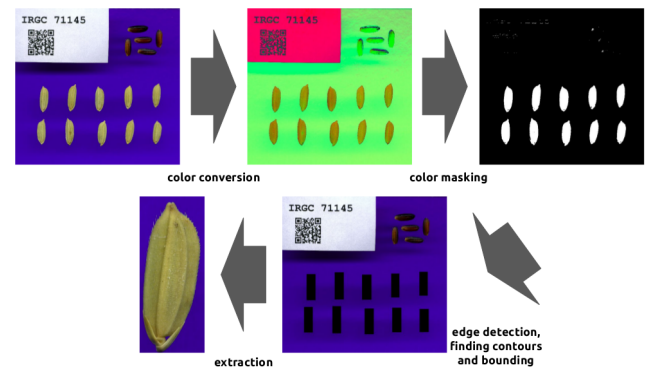 IRGC 71145
IRGC 71145
color conversion
color masking
IRGC 71145
edge detection,
finding contours
and bounding
extraction